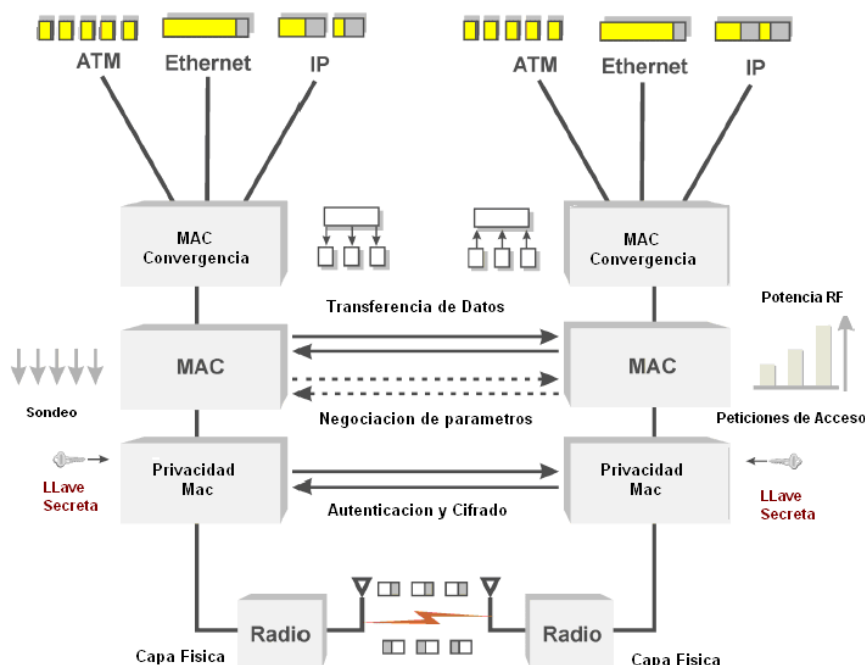 ATM Ethernet IP
ATM Ethernet IP
MAC
Convergencia
MAC
Convergencia
Transferencia de Datos
Potencia RF
MAC
MAC
Sondeo
Negociacion de parametros
Peticiones de Acceso
Privacidad
Mac
Privacidad
Mac
LLave
Secreta
LLave
Secreta
Autenticacion y Cifrado
Radio
Radio
Capa Fisica
Capa Fisica